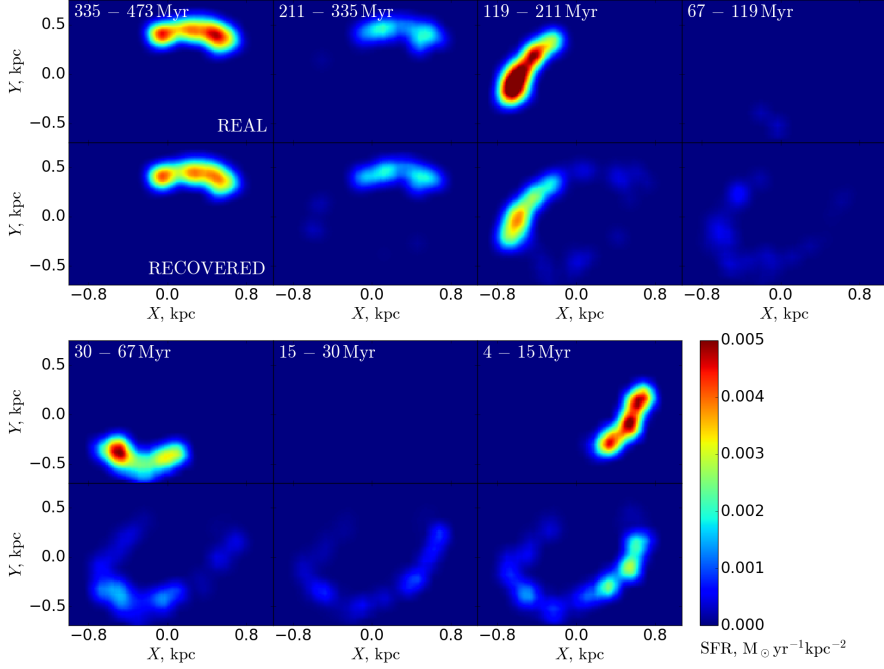 335 − 473 Myr 211 − 335 Myr 119 − 211 Myr 67 − 119 Myr
0.5
Y, kpc 0.0
−0.5 REAL
0.5
Y, kpc 0.0
−0.5 RECOVERED
−0.8 0.0 0.8 −0.8 0.0 0.8 −0.8 0.0 0.8 −0.8 0.0 0.8
X, kpc X, kpc X, kpc X, kpc
30 − 67 Myr 15 − 30 Myr 4 − 15 Myr 0.005
0.5
Y, kpc 0.0 0.004
−0.5
0.003
0.5
0.002
Y, kpc 0.0
0.001
−0.5
0.000
−0.8 0.0 0.8 −0.8 0.0 0.8 −0.8 0.0 0.8
X, kpc X, kpc X, kpc SFR, M⊙yr⁻¹kpc⁻²